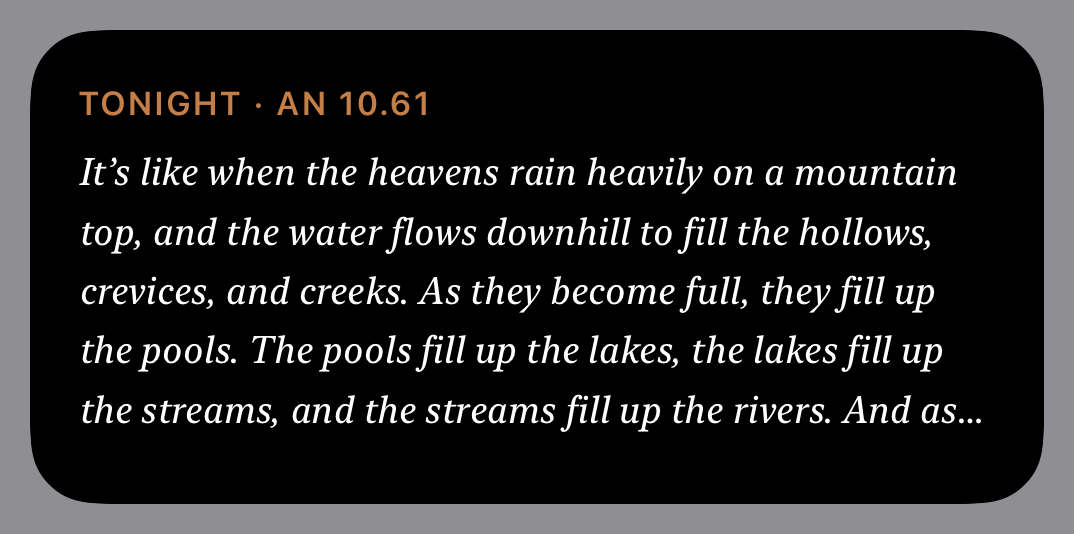 TONIGHT · AN 10.61
It’s like when the heavens rain heavily on a mountain
top, and the water flows downhill to fill the hollows,
crevices, and creeks. As they become full, they fill up
the pools. The pools fill up the lakes, the lakes fill up
the streams, and the streams fill up the rivers. And as...